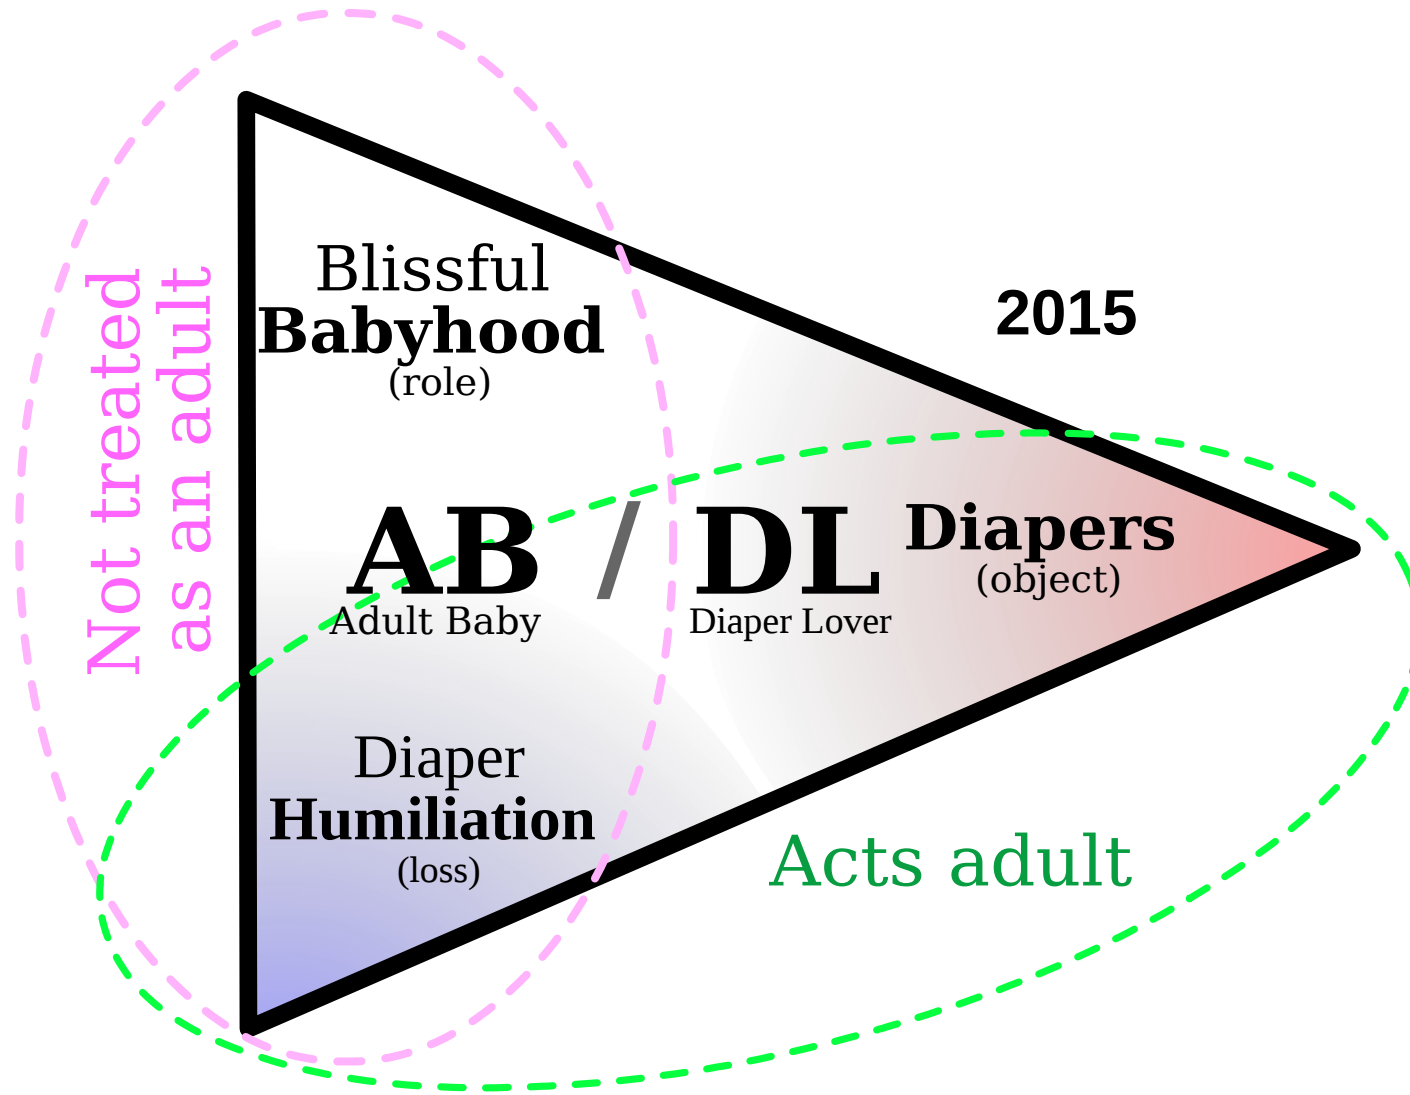 Not treated
as an adult
Blissful
Babyhood
(role)
2015
AB / DL
Adult Baby
Diaper Lover
Diapers
(object)
Diaper
Humiliation
(loss)
Acts adult